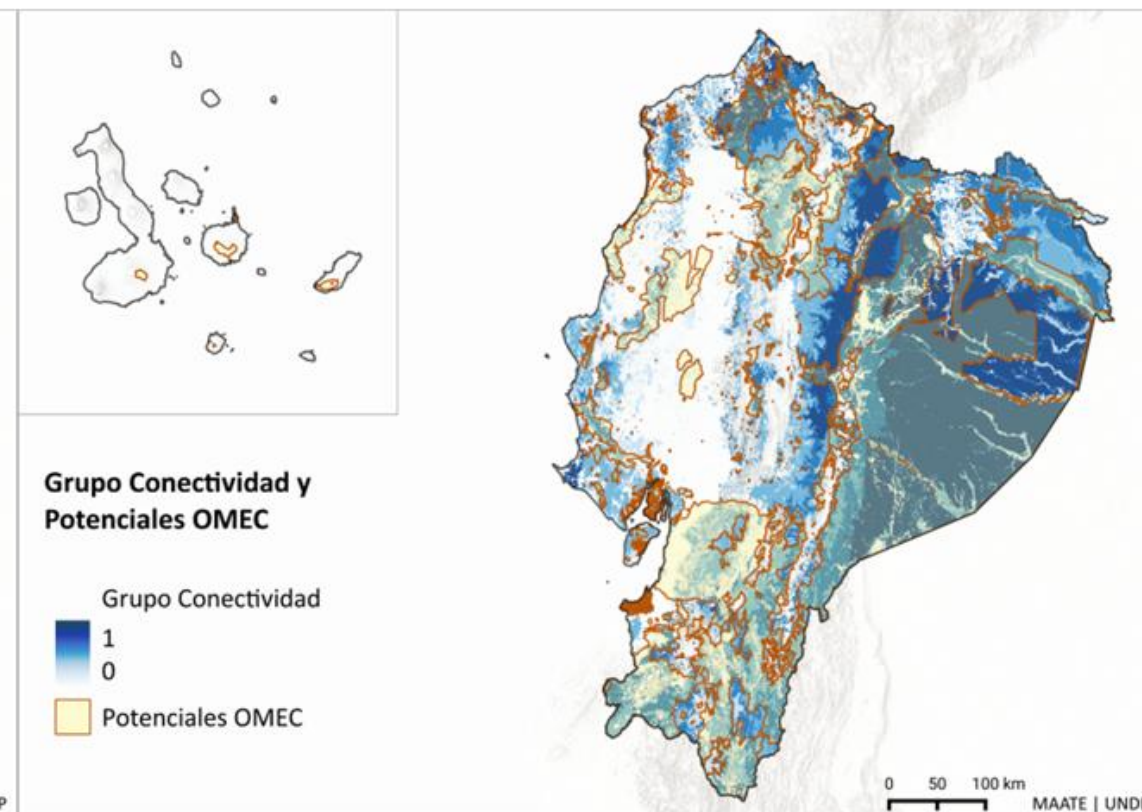 Grupo Conectividad y
Potenciales OMEC
Grupo Conectividad
1
0
Potenciales OMEC
0 50 100 km
P
MAATE | UND